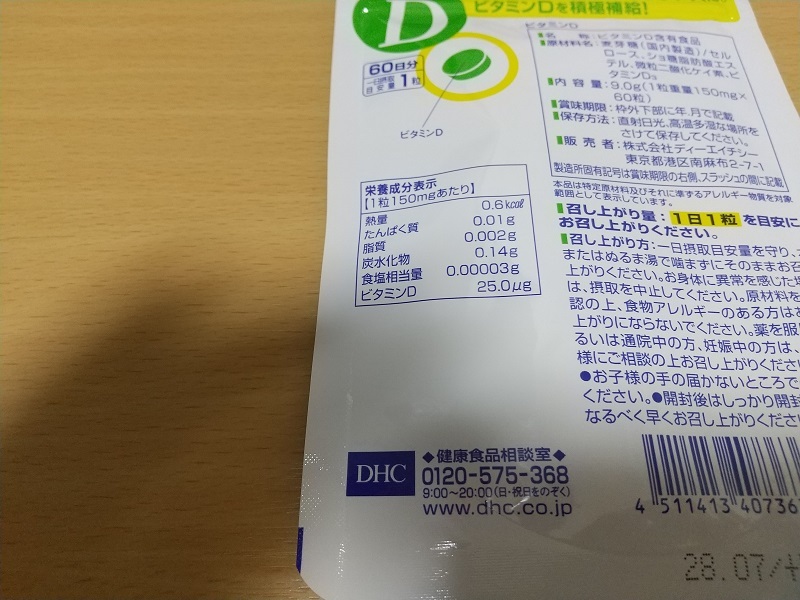 ビタミンDを積極補給!
D
60日分
一日摂取目安量 1粒
ビタミンD
ビタミンD
■名 称:ビタミンD含有食品
■原材料名:麦芽糖(国内製造)/セル
ロース、ショ糖脂肪酸エス
テル、微粒二酸化ケイ素、ビ
タミンD₃
■内 容 量:9.0g(1粒重量150mg×
60粒)
■賞味期限:枠外下部に年.月で記載
■保存方法:直射日光、高温多湿な場所を
さけて保存してください。
■販 売 者:株式会社ディーエイチシー
東京都港区南麻布2-7-1
製造所固有記号は賞味期限の右側、スラッシュの間に記載
本品は特定原材料及びそれに準ずるアレルギー物質を対象
範囲として表示しています。
■召し上がり量:1日1粒を目安に
お召し上がりください。
■召し上がり方:一日摂取目安量を守り、
またはぬるま湯で噛まずにそのままお召
上がりください。お身体に異常を感じた
は、摂取を中止してください。原材料を
認の上、食物アレルギーのある方はお
上がりにならないでください。薬を服
るいは通院中の方、妊娠中の方は、
様にご相談の上お召し上がりくださ
●お子様の手の届かないところで
ください。●開封後はしっかり開封
なるべく早くお召し上がりくださ
栄養成分表示
【1粒150mgあたり】
熱量 0.6kcal
たんぱく質 0.01g
脂質 0.002g
炭水化物 0.14g
食塩相当量 0.00003g
ビタミンD 25.0μg
DHC
◆健康食品相談室◆
0120-575-368
9:00〜20:00(日・祝日をのぞく)
www.dhc.co.jp
4 511413 40736
28.07/